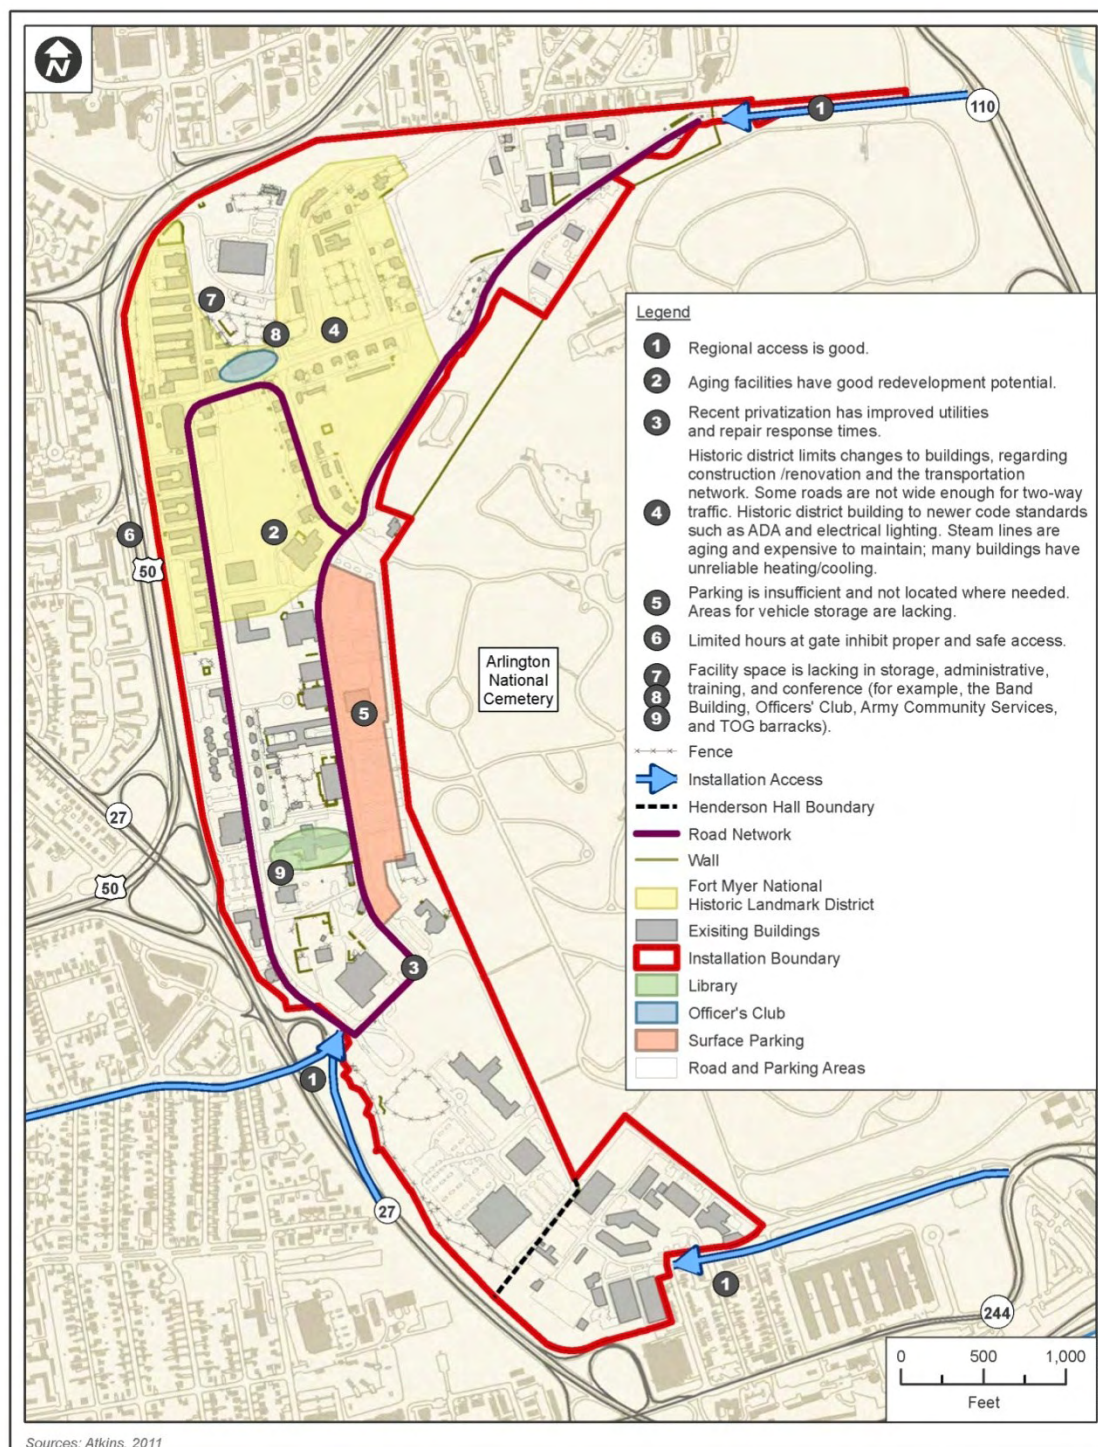 N
1
110
7
8
4
6
2
50
Arlington
National
Cemetery
5
27
50
9
3
1
27
1
244
Legend
1 Regional access is good.
2 Aging facilities have good redevelopment potential.
3 Recent privatization has improved utilities
and repair response times.
Historic district limits changes to buildings, regarding
construction /renovation and the transportation
network. Some roads are not wide enough for two-way
4 traffic. Historic district building to newer code standards
such as ADA and electrical lighting. Steam lines are
aging and expensive to maintain; many buildings have
unreliable heating/cooling.
5 Parking is insufficient and not located where needed.
Areas for vehicle storage are lacking.
6 Limited hours at gate inhibit proper and safe access.
7 Facility space is lacking in storage, administrative,
8 training, and conference (for example, the Band
Building, Officers' Club, Army Community Services,
9 and TOG barracks).
Fence
Installation Access
Henderson Hall Boundary
Road Network
Wall
Fort Myer National
Historic Landmark District
Exisiting Buildings
Installation Boundary
Library
Officer's Club
Surface Parking
Road and Parking Areas
0 500 1,000
Feet
Sources: Atkins, 2011